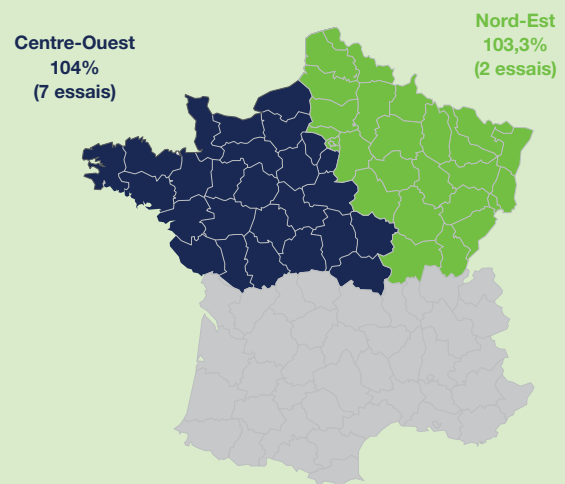 Centre-Ouest
104%
(7 essais)
Nord-Est
103,3%
(2 essais)